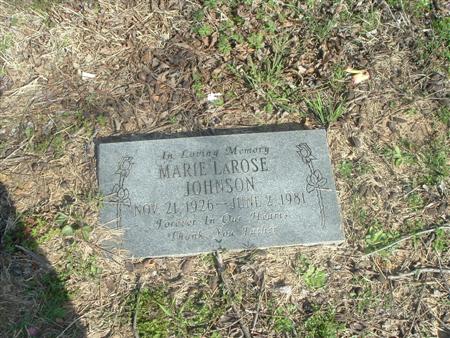 In Loving Memory
MARIE LAROSE
JOHNSON
NOV. 21, 1926 — JUNE 2, 1981
Forever In Our Hearts
Thank You Father